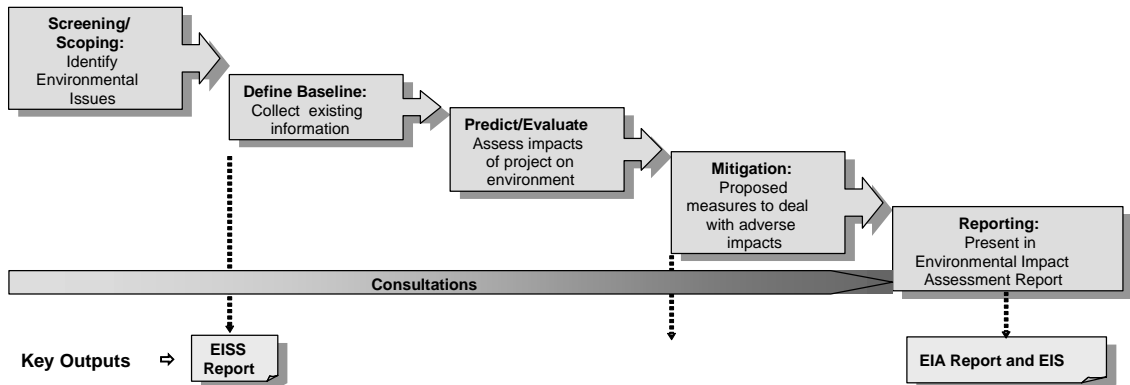 Screening/
Scoping:
Identify
Environmental
Issues
Define Baseline:
Collect existing
information
Predict/Evaluate
Assess impacts
of project on
environment
Mitigation:
Proposed
measures to deal
with adverse
impacts
Reporting:
Present in
Environmental Impact
Assessment Report
Consultations
Key Outputs ⇨
EISS
Report
EIA Report and EIS